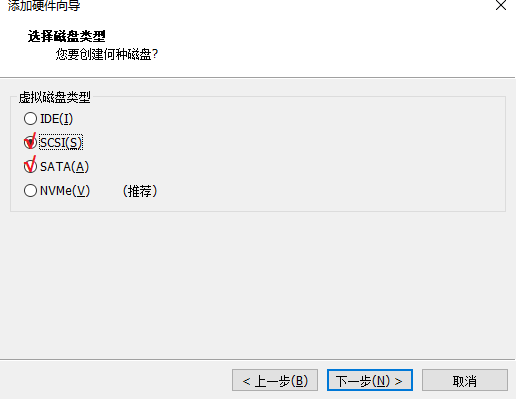 添加硬件向导
选择磁盘类型
您要创建何种磁盘?
虚拟磁盘类型
IDE(I)
SCSI(S)
SATA(A)
NVMe(V) (推荐)
< 上一步(B) 下一步(N) > 取消